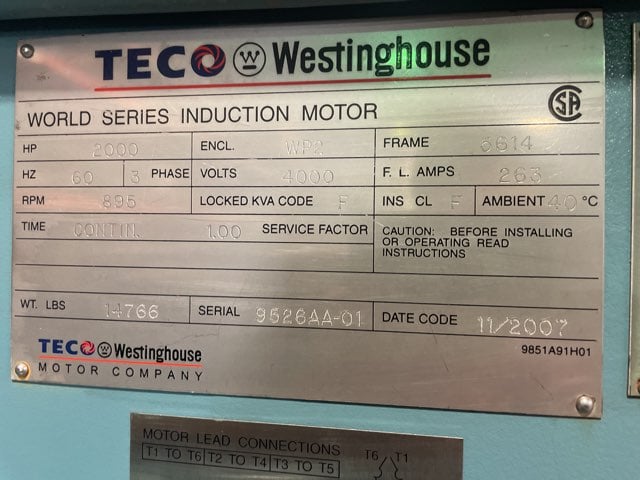 TECO W Westinghouse
WORLD SERIES INDUCTION MOTOR
SA
HP 2000 ENCL. WP2 FRAME 5614
HZ 60 3 PHASE VOLTS 4000 F. L. AMPS 263
RPM 895 LOCKED KVA CODE F INS CL F AMBIENT 40 °C
TIME CONTIN. 1.00 SERVICE FACTOR CAUTION: BEFORE INSTALLING
OR OPERATING READ
INSTRUCTIONS
WT. LBS 14766 SERIAL 9526AA-01 DATE CODE 11/2007
TECO W Westinghouse 9851A91H01
MOTOR COMPANY
MOTOR LEAD CONNECTIONS T6 T1
T1 TO T6 T2 TO T4 T3 TO T5